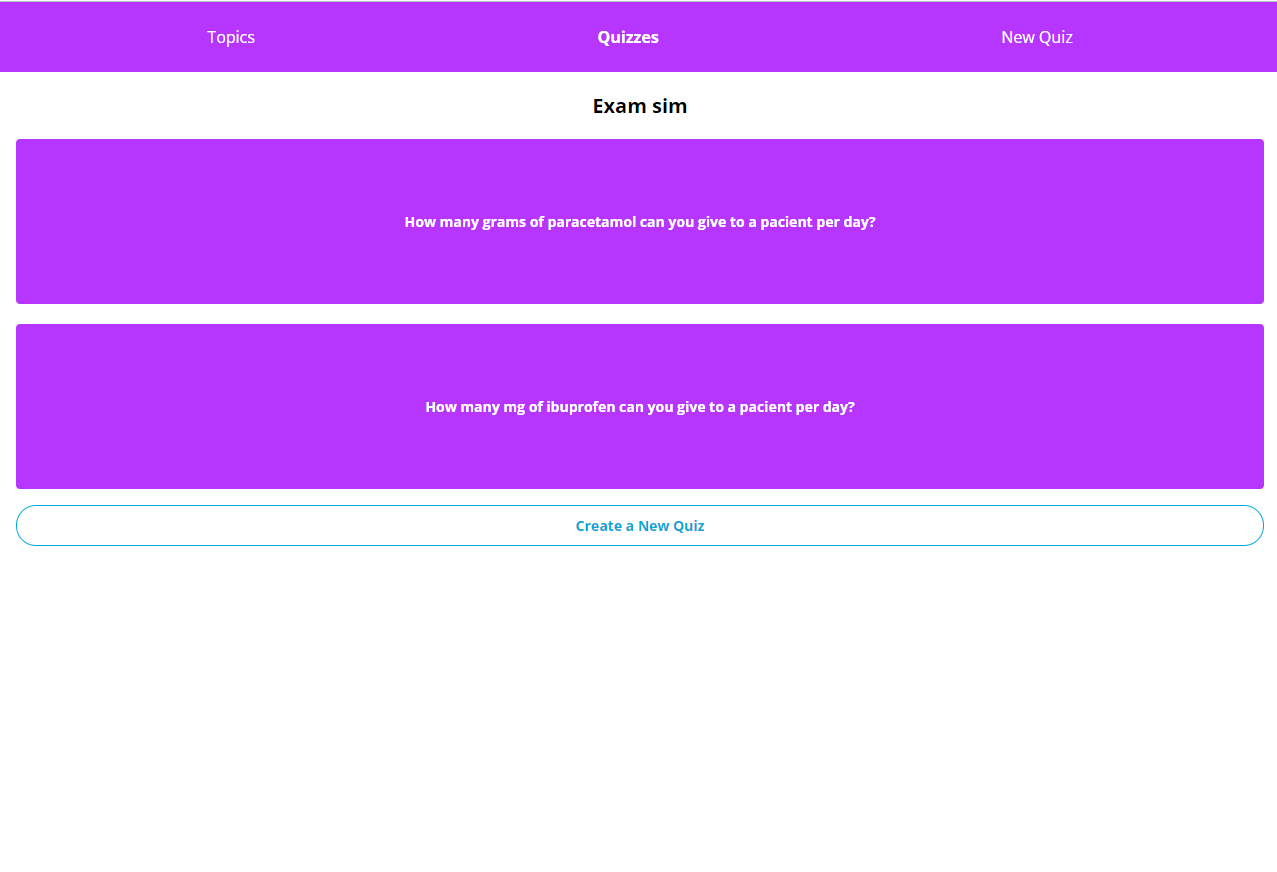 Topics Quizzes New Quiz
Exam sim
How many grams of paracetamol can you give to a pacient per day?
How many mg of ibuprofen can you give to a pacient per day?
Create a New Quiz